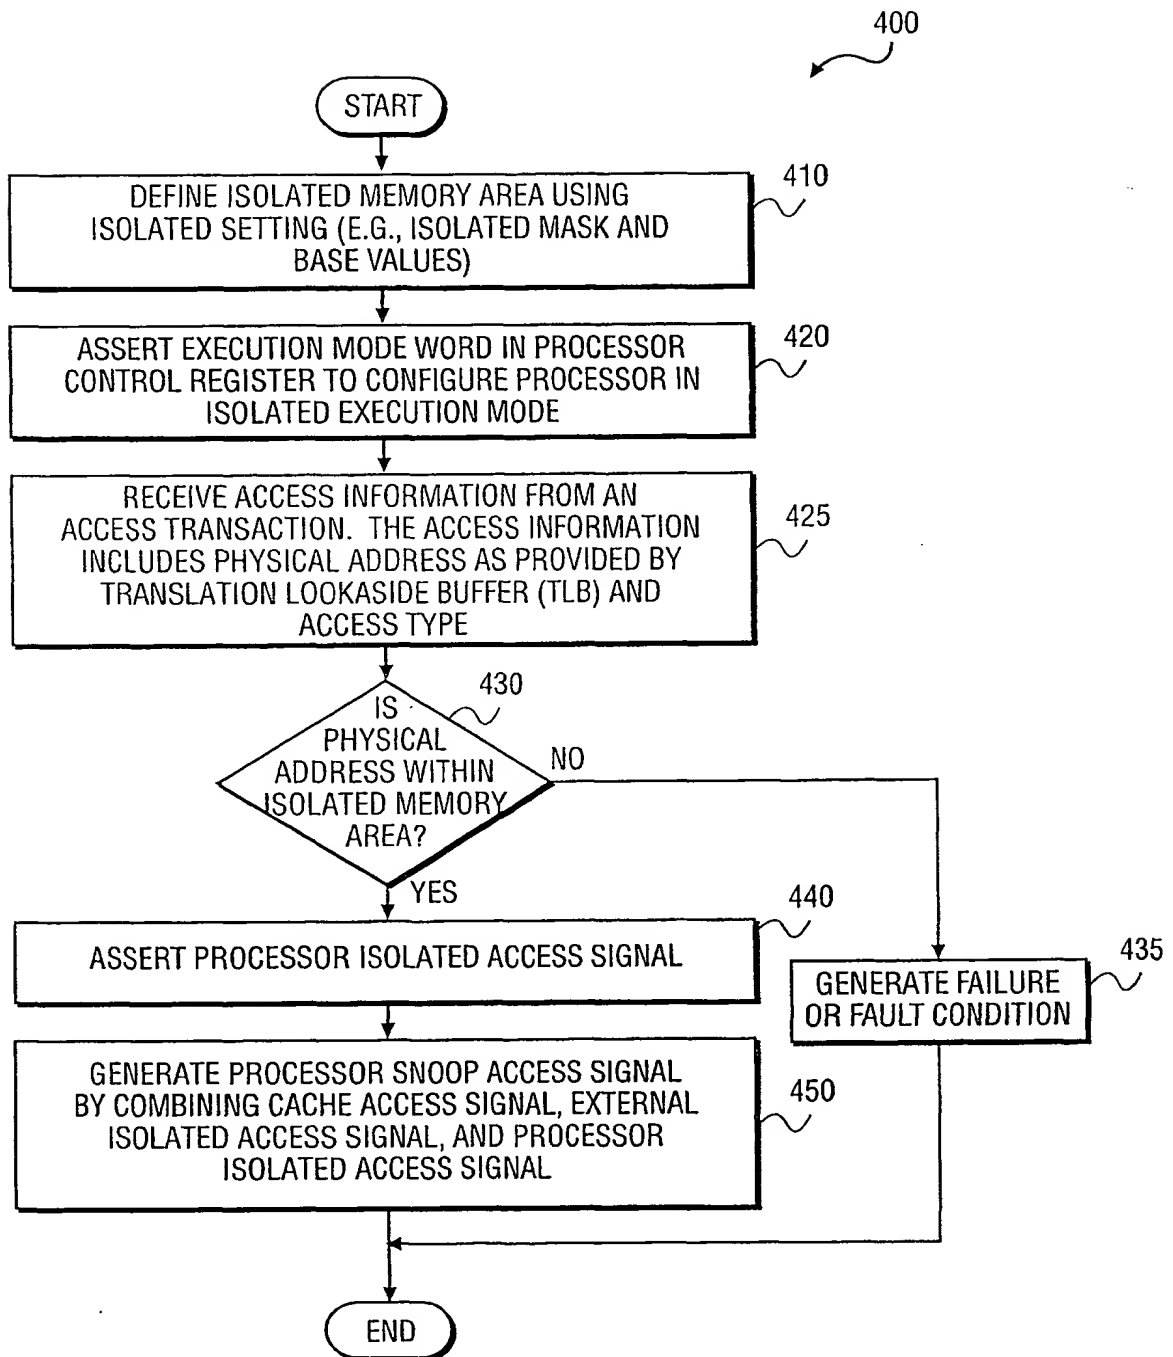 400
START
DEFINE ISOLATED MEMORY AREA USING
ISOLATED SETTING (E.G., ISOLATED MASK AND
BASE VALUES)
410
ASSERT EXECUTION MODE WORD IN PROCESSOR
CONTROL REGISTER TO CONFIGURE PROCESSOR IN
ISOLATED EXECUTION MODE
420
RECEIVE ACCESS INFORMATION FROM AN
ACCESS TRANSACTION. THE ACCESS INFORMATION
INCLUDES PHYSICAL ADDRESS AS PROVIDED BY
TRANSLATION LOOKASIDE BUFFER (TLB) AND
ACCESS TYPE
425
IS
PHYSICAL
ADDRESS WITHIN
ISOLATED MEMORY
AREA?
430
NO
YES
ASSERT PROCESSOR ISOLATED ACCESS SIGNAL
440
GENERATE FAILURE
OR FAULT CONDITION
435
GENERATE PROCESSOR SNOOP ACCESS SIGNAL
BY COMBINING CACHE ACCESS SIGNAL, EXTERNAL
ISOLATED ACCESS SIGNAL, AND PROCESSOR
ISOLATED ACCESS SIGNAL
450
END